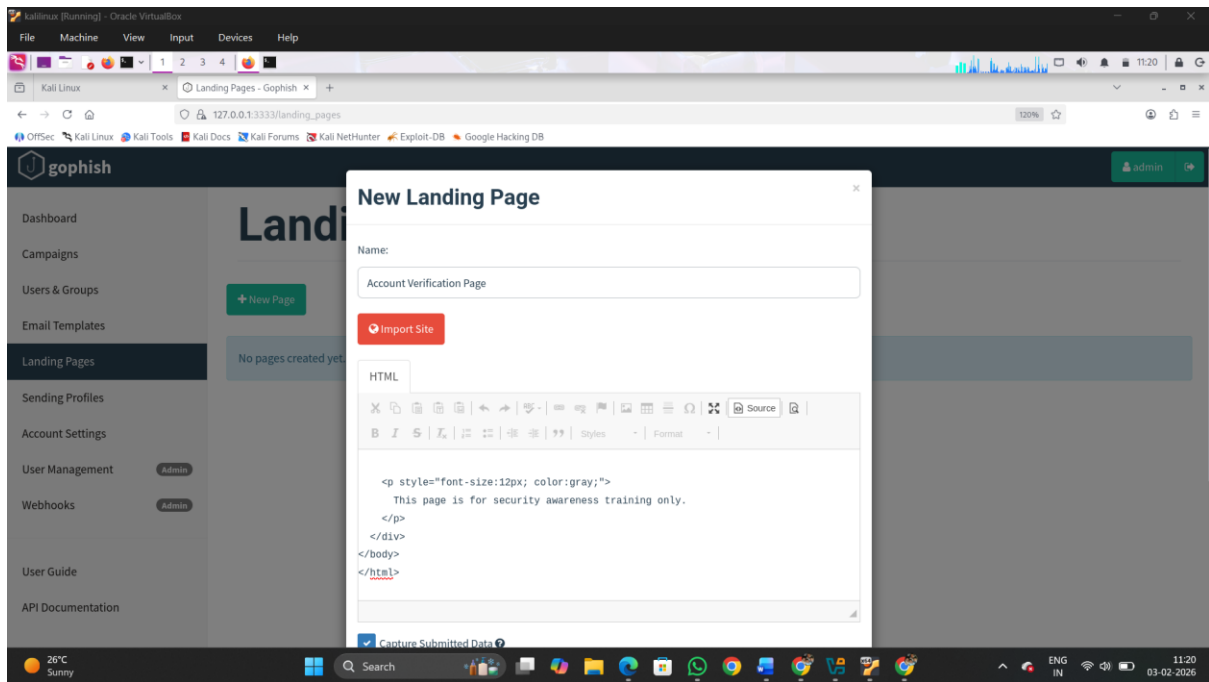 kalilinux [Running] - Oracle VirtualBox
File Machine View Input Devices Help
1 2 3 4 11:20
Kali Linux × Landing Pages - Gophish × +
127.0.0.1:3333/landing_pages 120%
OffSec Kali Linux Kali Tools Kali Docs Kali Forums Kali NetHunter Exploit-DB Google Hacking DB
gophish admin
New Landing Page ×
Landi
Dashboard
Campaigns
Users & Groups
Email Templates
Landing Pages
Sending Profiles
Account Settings
User Management Admin
Webhooks Admin
User Guide
API Documentation
+ New Page
No pages created yet.
Name:
Account Verification Page
Import Site
HTML
Source
B I S Tx Styles Format
<p style="font-size:12px; color:gray;">
This page is for security awareness training only.
</p>
</div>
</body>
</html>
Capture Submitted Data
26°C
Sunny
Search
ENG
IN
11:20
03-02-2026